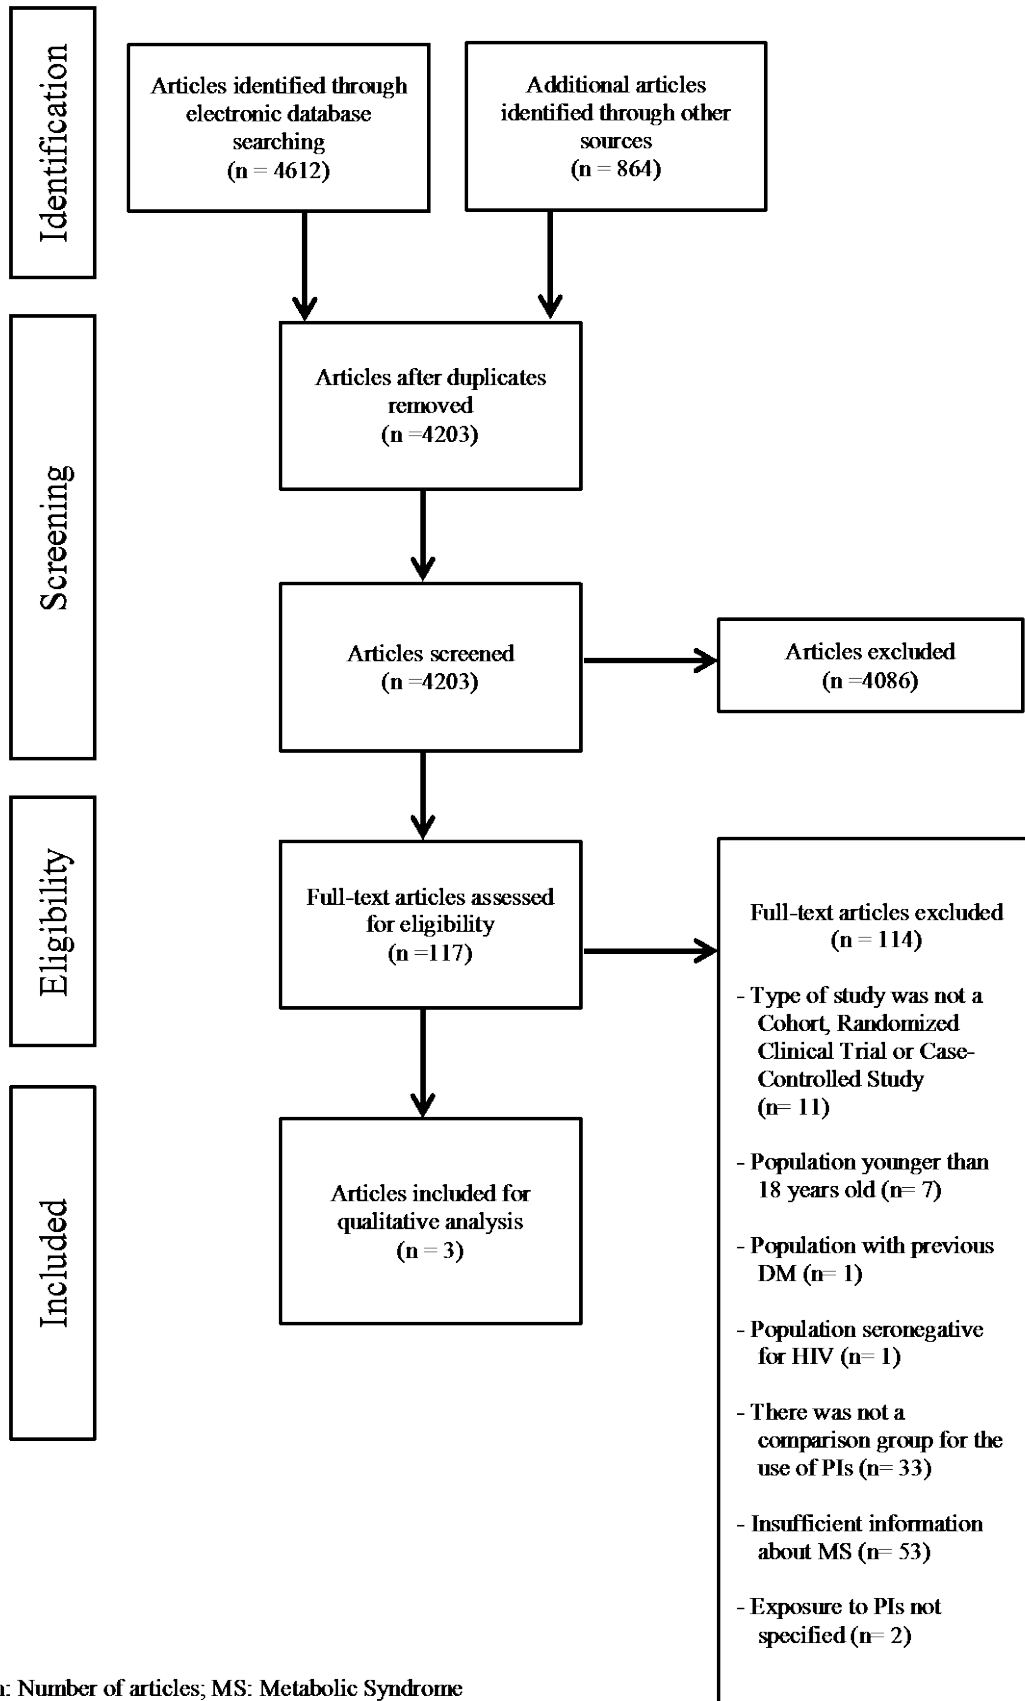 Identification
Articles identified through
electronic database
searching
(n = 4612)
Additional articles
identified through other
sources
(n = 864)
Screening
Articles after duplicates
removed
(n =4203)
Articles screened
(n =4203)
Articles excluded
(n =4086)
Eligibility
Full-text articles assessed
for eligibility
(n =117)
Full-text articles excluded
(n = 114)
- Type of study was not a
Cohort, Randomized
Clinical Trial or Case-
Controlled Study
(n= 11)
- Population younger than
18 years old (n= 7)
- Population with previous
DM (n= 1)
- Population seronegative
for HIV (n= 1)
- There was not a
comparison group for the
use of PIs (n= 33)
- Insufficient information
about MS (n= 53)
- Exposure to PIs not
specified (n= 2)
Included
Articles included for
qualitative analysis
(n = 3)
n: Number of articles; MS: Metabolic Syndrome